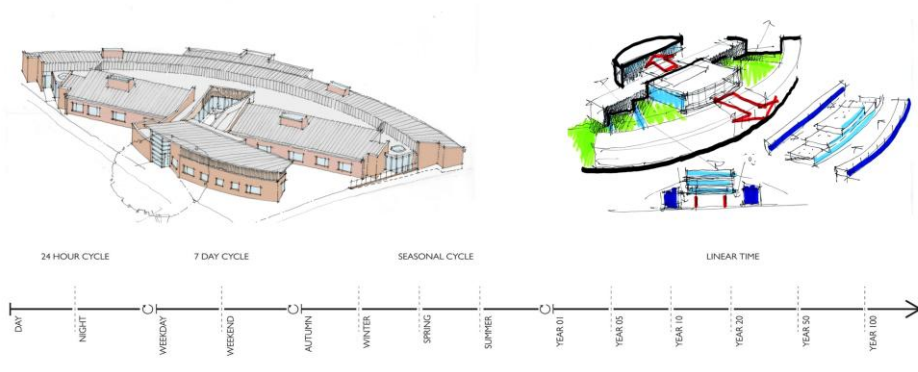 24 HOUR CYCLE
7 DAY CYCLE
SEASONAL CYCLE
LINEAR TIME
DAY
NIGHT
WEEKDAY
WEEKEND
AUTUMN
WINTER
SPRING
SUMMER
YEAR 01
YEAR 05
YEAR 10
YEAR 20
YEAR 50
YEAR 100